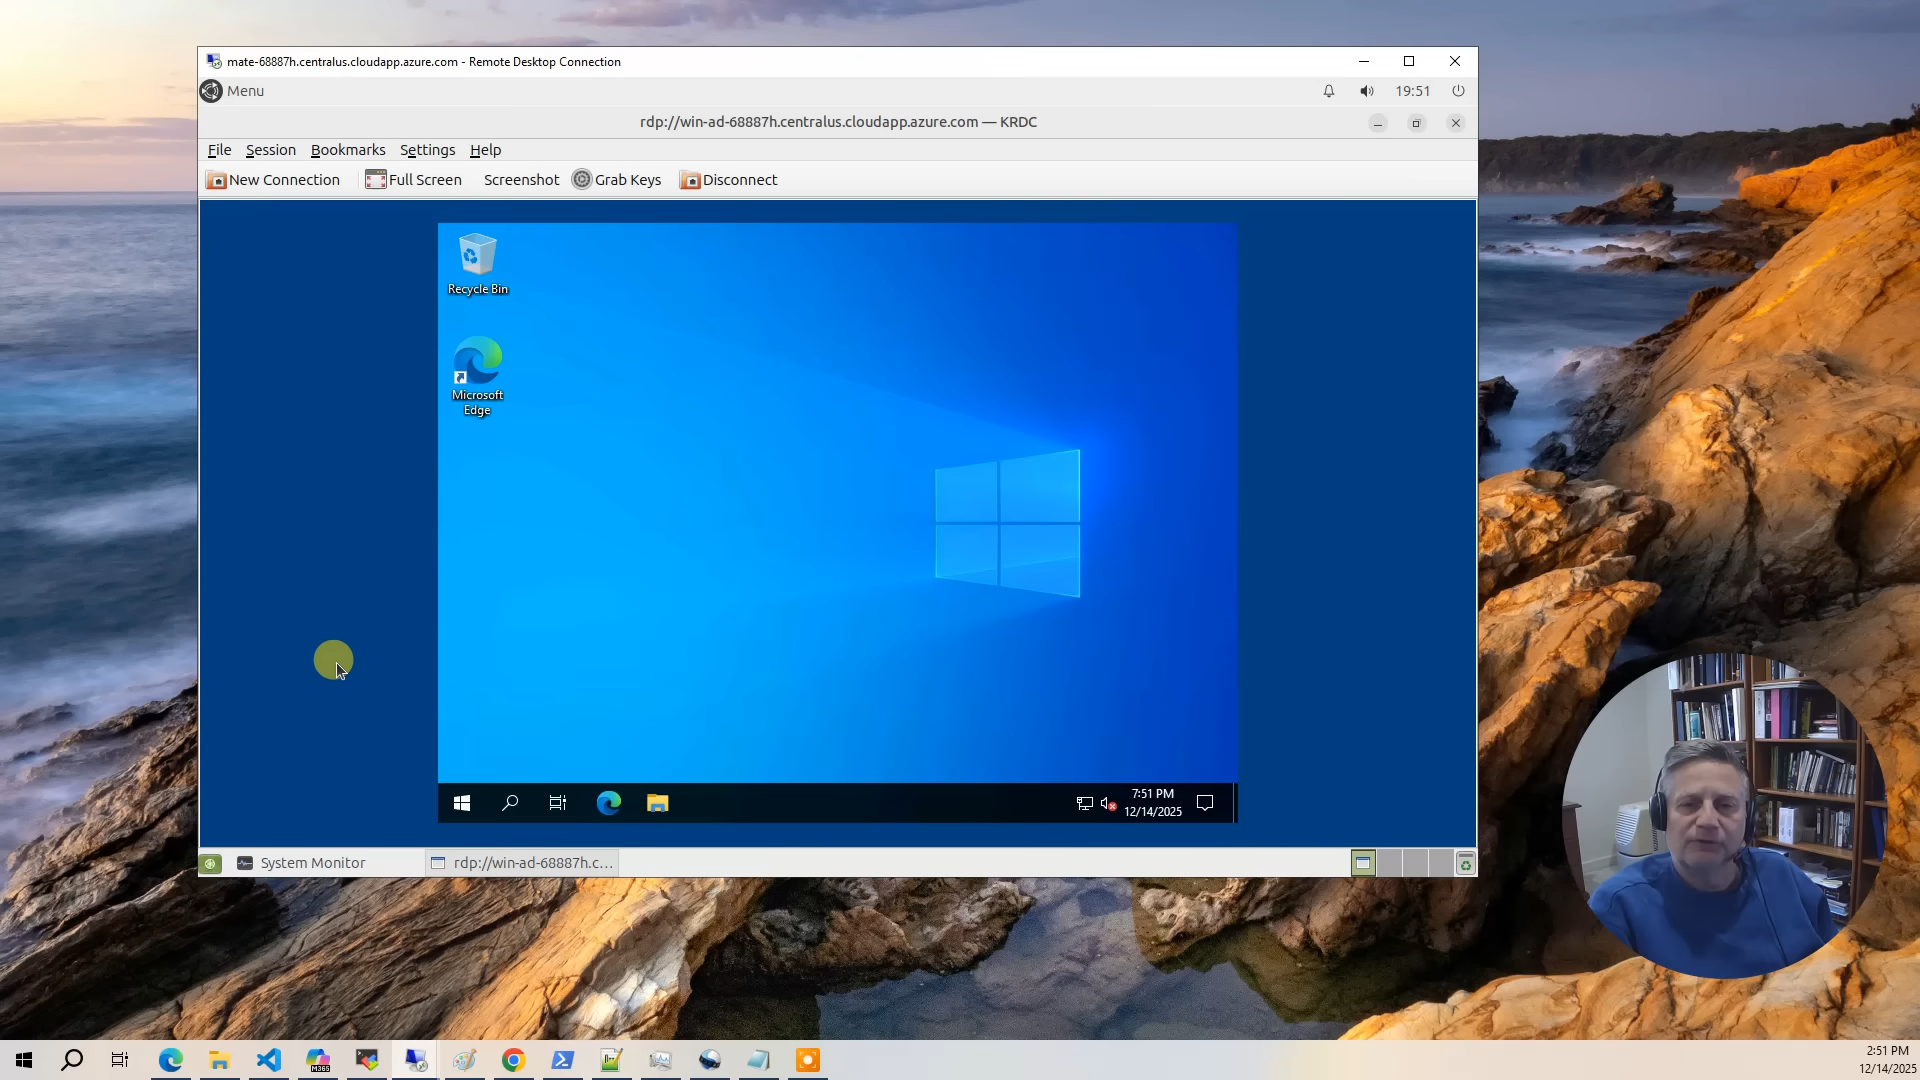 mate-68887h.centralus.cloudapp.azure.com - Remote Desktop Connection
Menu
19:51
rdp://win-ad-68887h.centralus.cloudapp.azure.com — KRDC
File Session Bookmarks Settings Help
New Connection Full Screen Screenshot Grab Keys Disconnect
Recycle Bin
Microsoft
Edge
7:51 PM
12/14/2025
System Monitor
rdp://win-ad-68887h.c...
M365
2:51 PM
12/14/2025